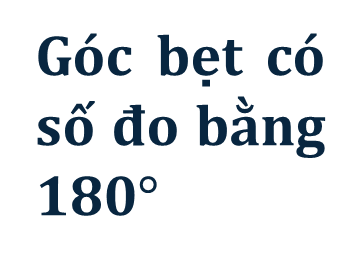 Góc bẹt có
số đo bằng
180°